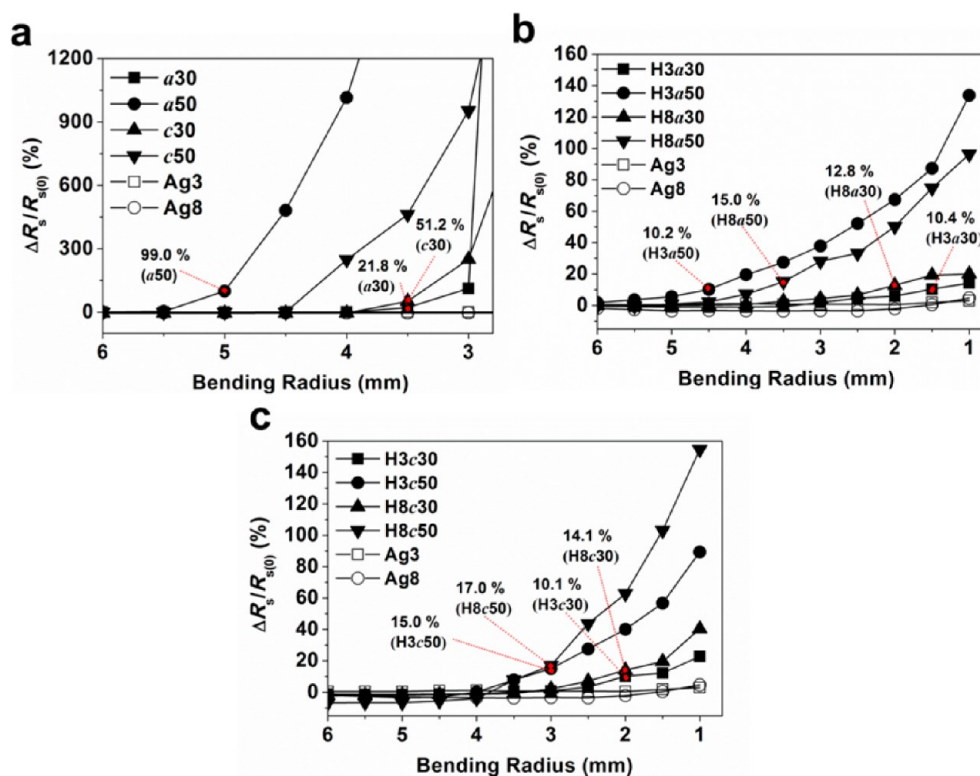 a
1200
900
600
300
0
ΔRs/Rs(0) (%)
a30
a50
c30
c50
Ag3
Ag8
99.0 %
(a50)
51.2 %
(c30)
21.8 %
(a30)
6 5 4 3
Bending Radius (mm)
b
160
140
120
100
80
60
40
20
0
ΔRs/Rs(0) (%)
H3a30
H3a50
H8a30
H8a50
Ag3
Ag8
12.8 %
(H8a30)
15.0 %
(H8a50)
10.4 %
(H3a30)
10.2 %
(H3a50)
6 5 4 3 2 1
Bending Radius (mm)
c
160
140
120
100
80
60
40
20
0
ΔRs/Rs(0) (%)
H3c30
H3c50
H8c30
H8c50
Ag3
Ag8
14.1 %
(H8c30)
17.0 %
(H8c50)
10.1 %
(H3c30)
15.0 %
(H3c50)
6 5 4 3 2 1
Bending Radius (mm)